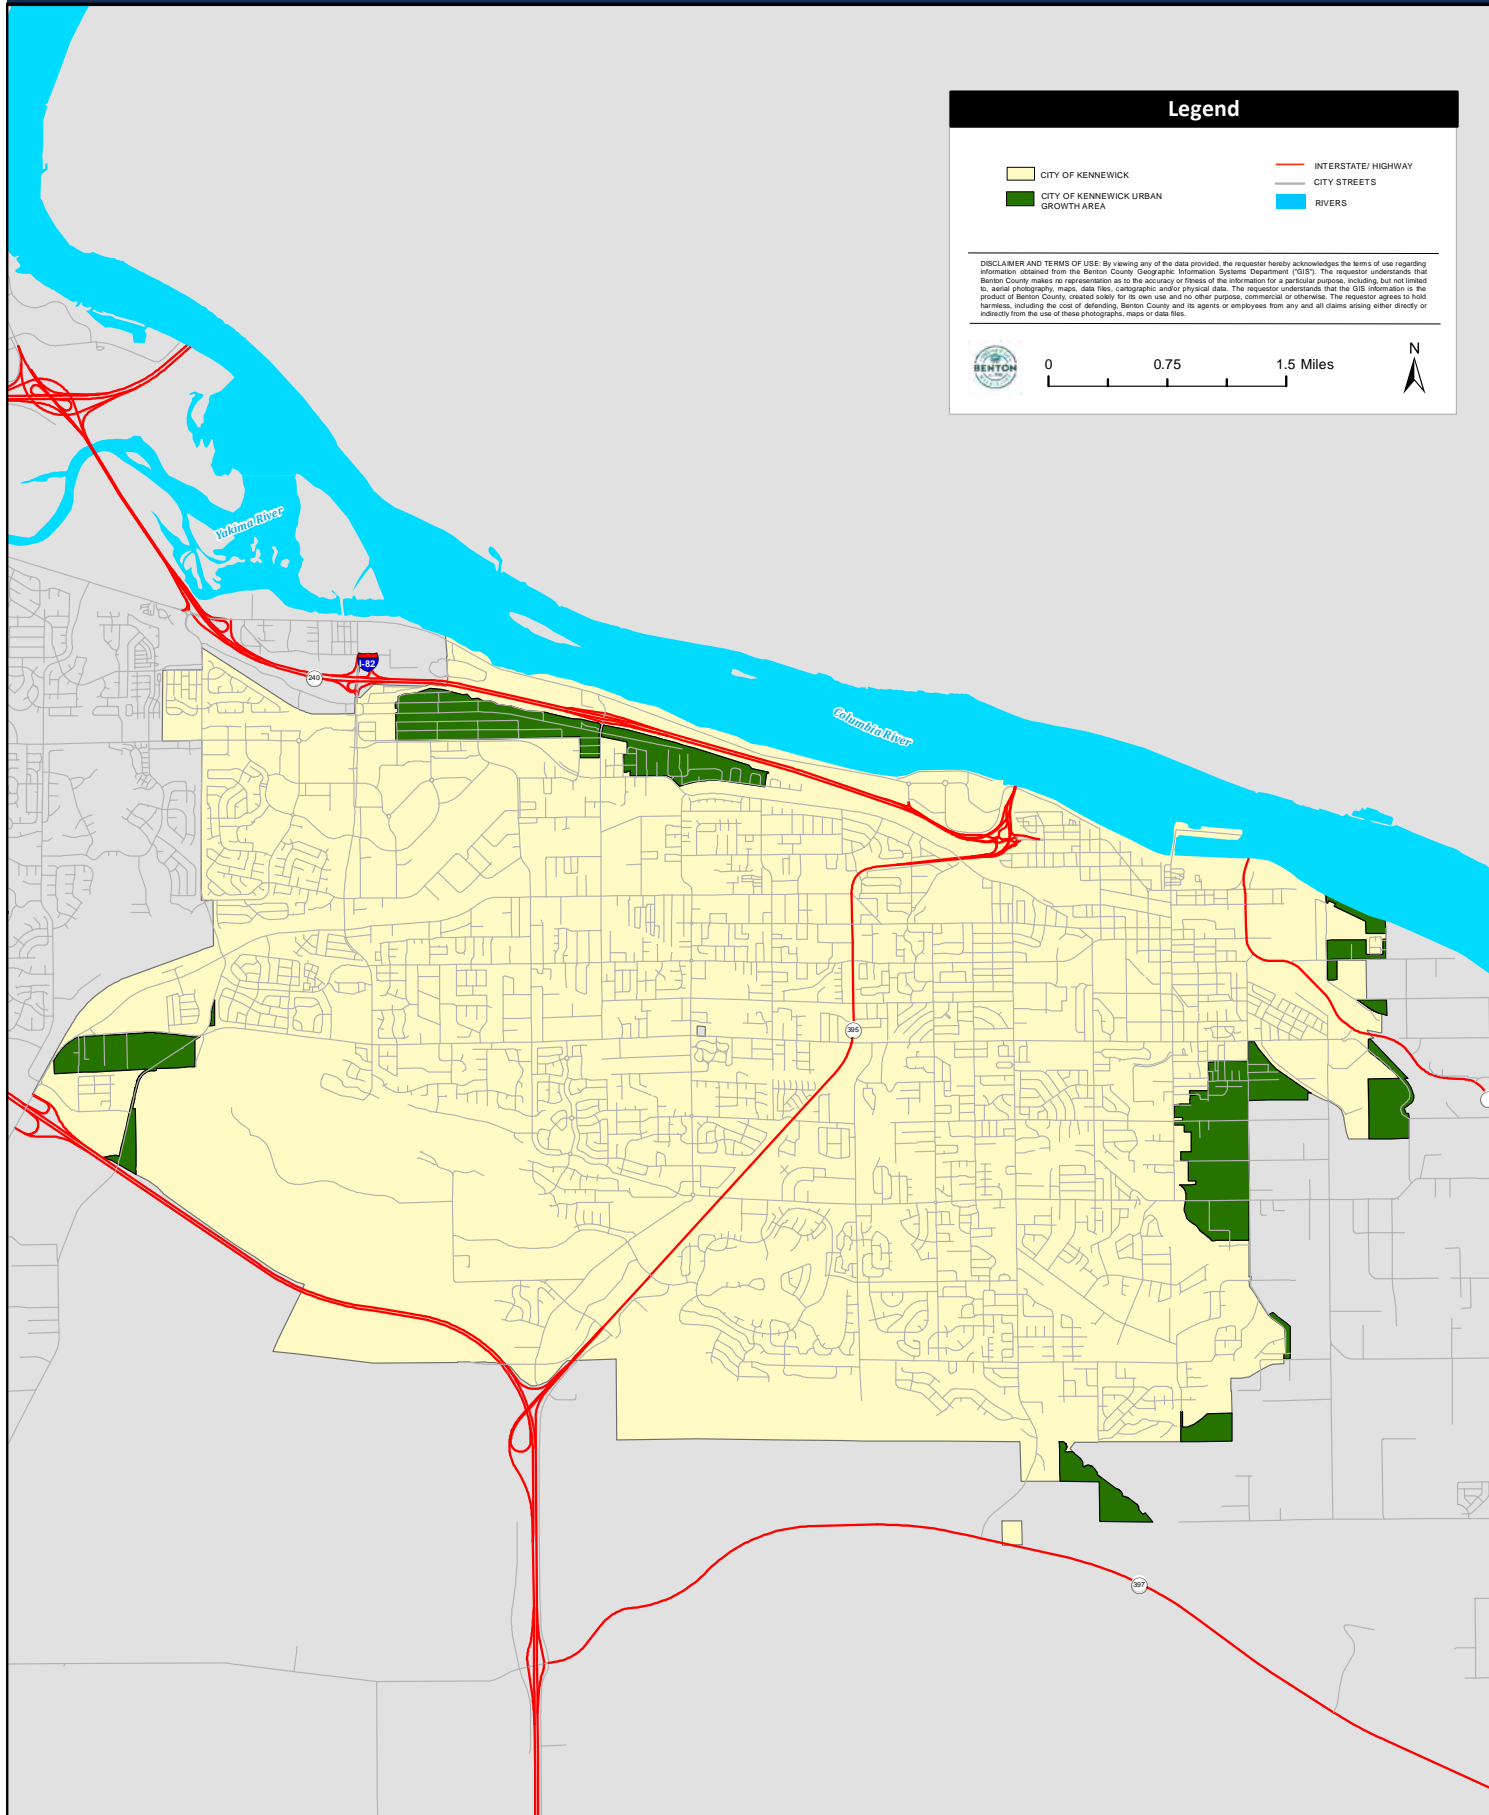 Legend
CITY OF KENNEWICK
CITY OF KENNEWICK URBAN
GROWTH AREA
INTERSTATE/ HIGHWAY
CITY STREETS
RIVERS
DISCLAIMER AND TERMS OF USE: By viewing any of the data provided, the requester hereby acknowledges the terms of use regarding
information obtained from the Benton County Geographic Information Systems Department ("GIS"). The requestor understands that
Benton County makes no representation as to the accuracy or fitness of the information for a particular purpose, including, but not limited
to, aerial photography, maps, data files, cartographic and/or physical data. The requestor understands that the GIS information is the
product of Benton County, created solely for its own use and no other purpose, commercial or otherwise. The requestor agrees to hold
harmless, including the cost of defending, Benton County and its agents or employees from any and all claims arising either directly or
indirectly from the use of these photographs, maps or data files.
BENTON
0 0.75 1.5 Miles
N
Yakima River
I-82
240
Columbia River
395
397